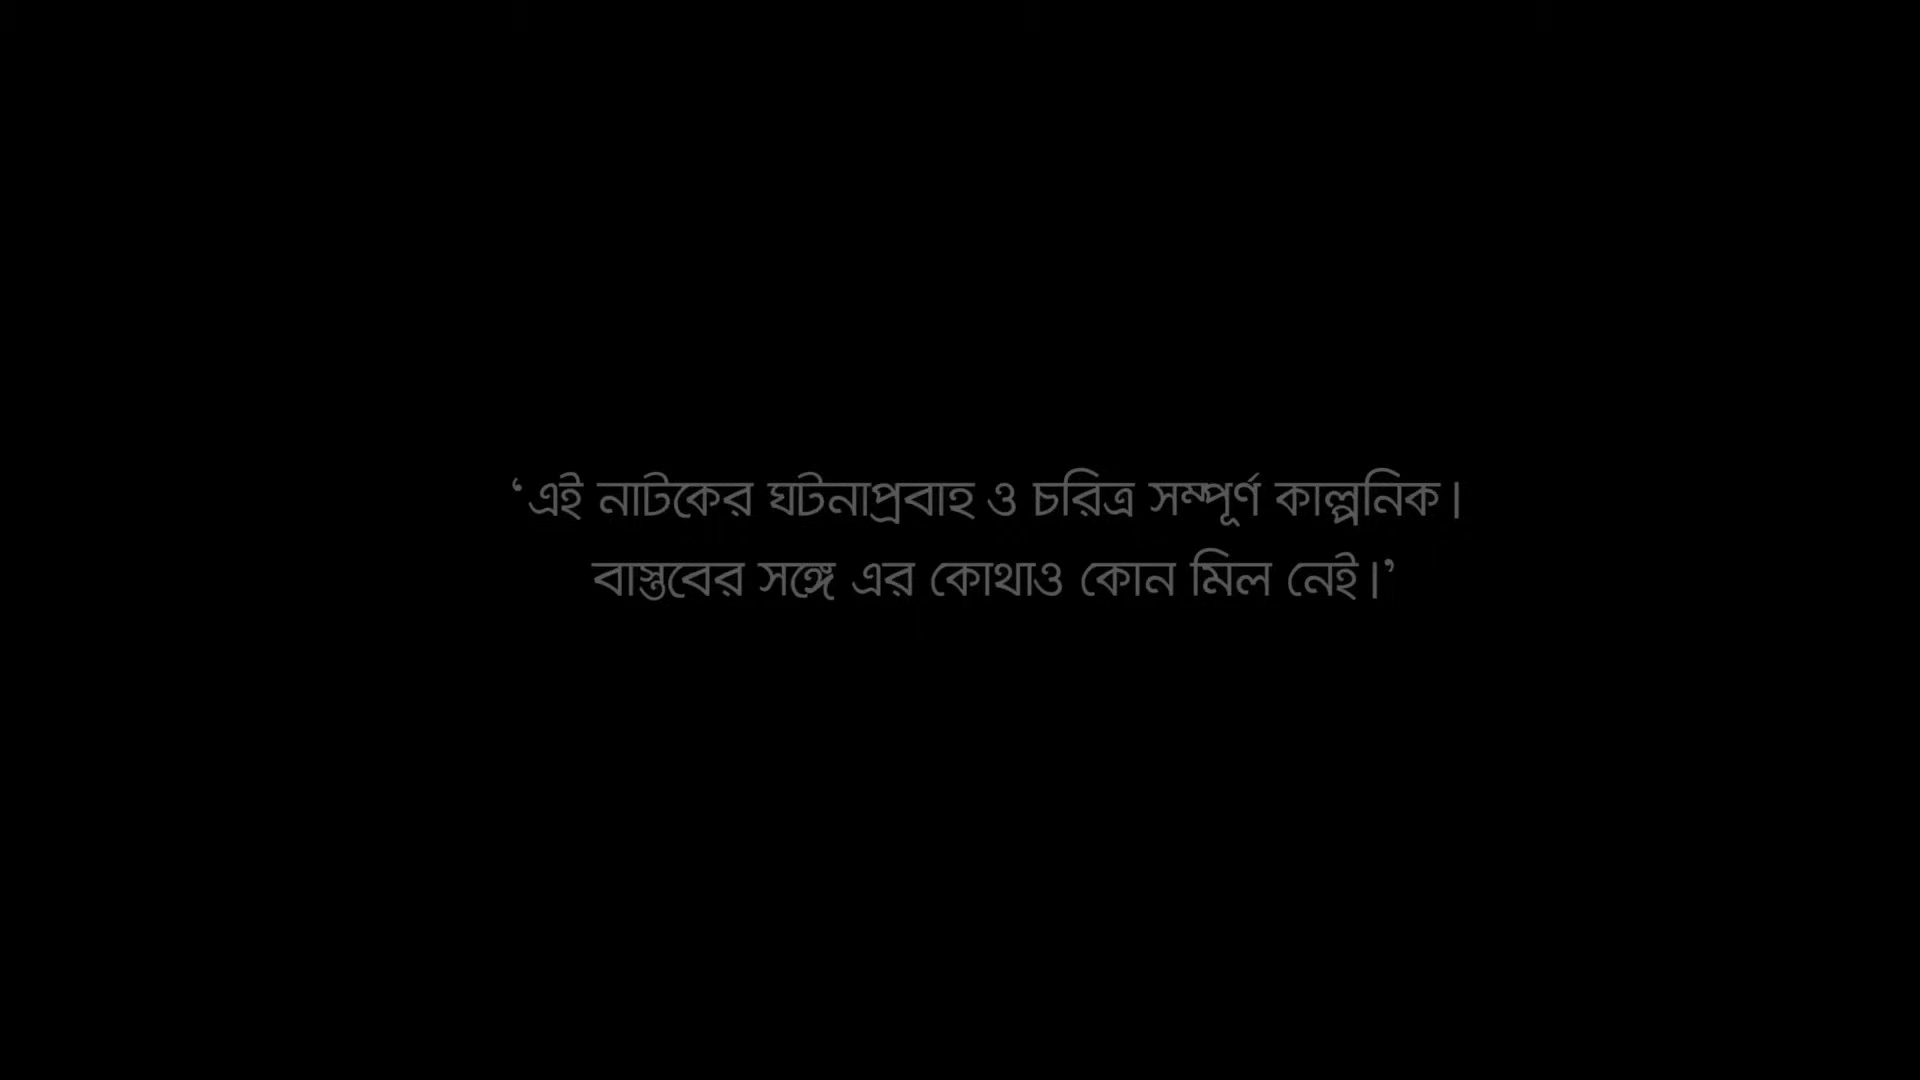 ‘এই নাটকের ঘটনাপ্রবাহ ও চরিত্র সম্পূর্ণ কাল্পনিক।
বাস্তবের সঙ্গে এর কোথাও কোন মিল নেই।’